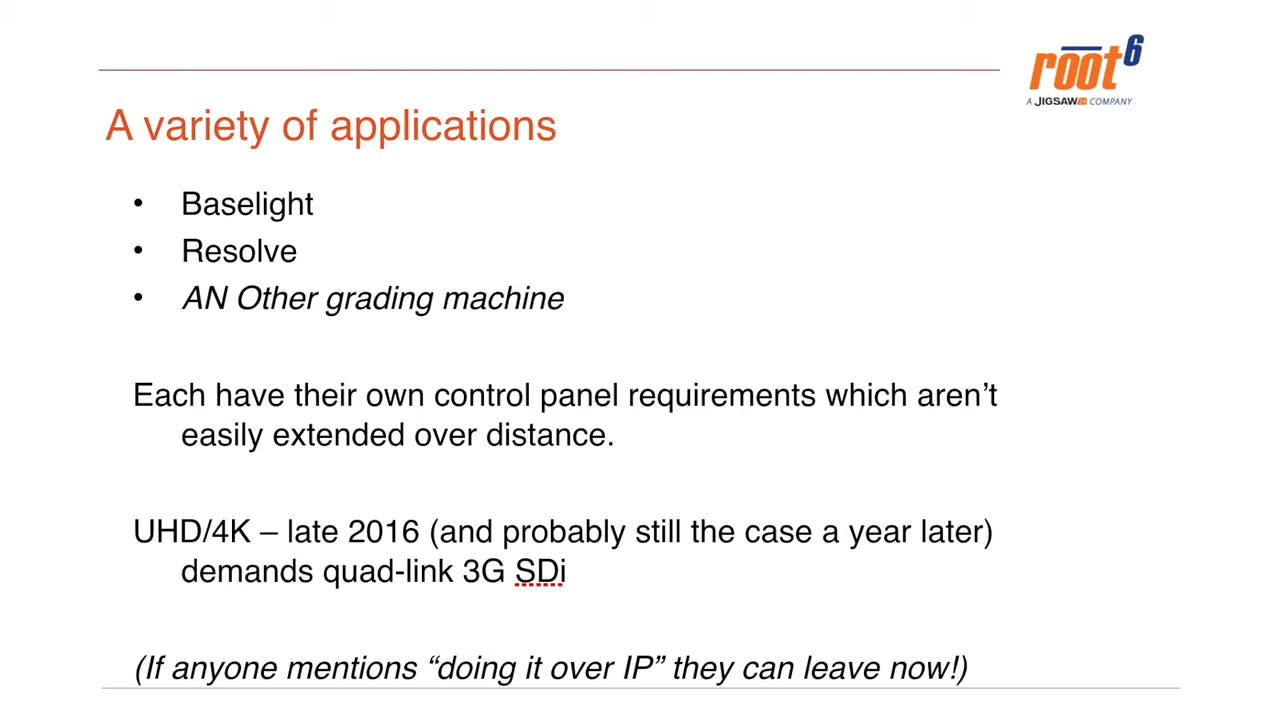 root6
A JIGSAW24 COMPANY
A variety of applications
• Baselight
• Resolve
• AN Other grading machine
Each have their own control panel requirements which aren’t
easily extended over distance.
UHD/4K – late 2016 (and probably still the case a year later)
demands quad-link 3G SDi
(If anyone mentions “doing it over IP” they can leave now!)